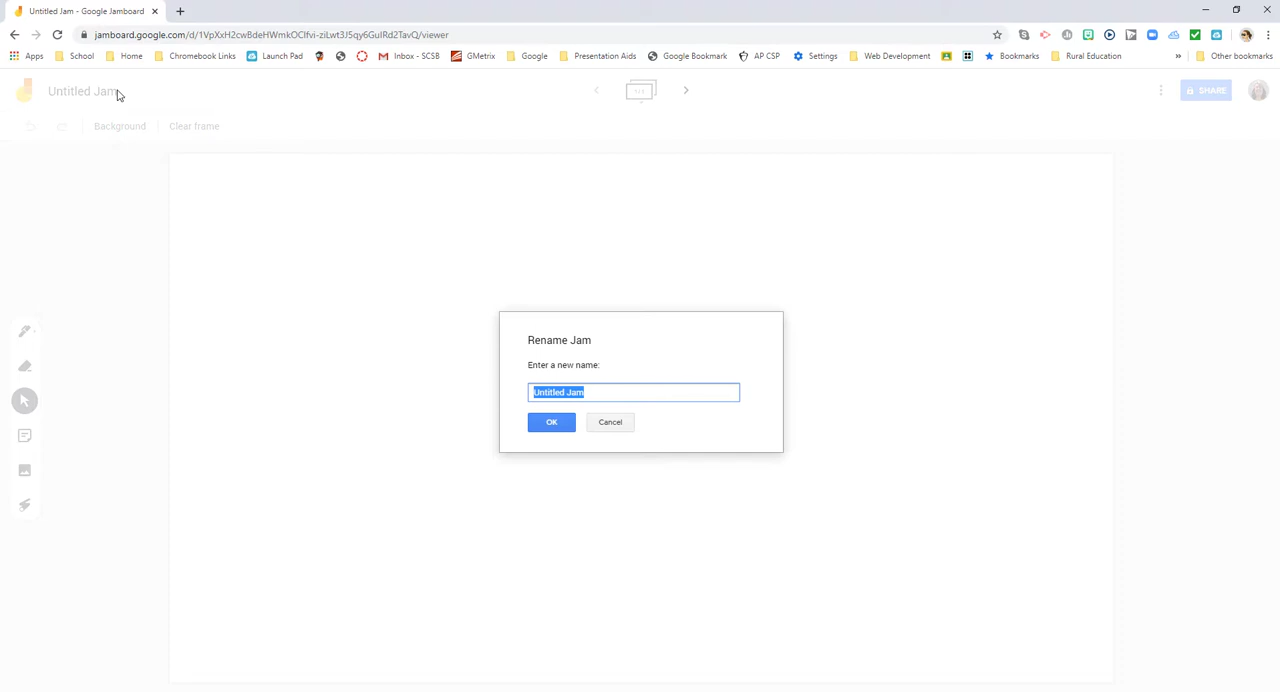 Untitled Jam - Google Jamboard
jamboard.google.com/d/1VpXxH2cwBdeHWmkOClfvi-ziLwt3J5qy6GuIRd2TavQ/viewer
Apps School Home Chromebook Links Launch Pad Inbox - SCSB GMetrix Google Presentation Aids Google Bookmark AP CSP Settings Web Development Bookmarks Rural Education » Other bookmarks
Untitled Jam
SHARE
Background Clear frame
Rename Jam
Enter a new name:
Untitled Jam
OK Cancel